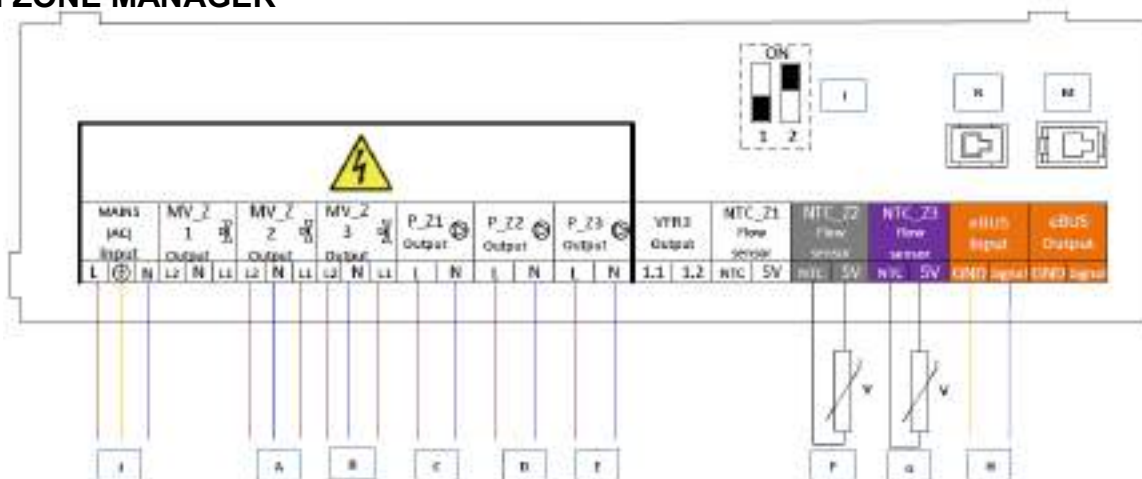 ZONE MANAGER
ON
1 2
MAINS (AC) Input
MV_Z 1 Output
MV_Z 2 Output
MV_Z 3 Output
P_Z1 Output
P_Z2 Output
P_Z3 Output
VFR3 Output
NTC_Z1 Flow sensor
NTC_Z2 Flow sensor
NTC_Z3 Flow sensor
eBUS Input
eBUS Output
L N L2 N L1 L2 N L1 L2 N L1 L N L N L N 1.1 1.2 NTC 5V NTC 5V NTC 5V GND Signal GND Signal
A B C D E F G H